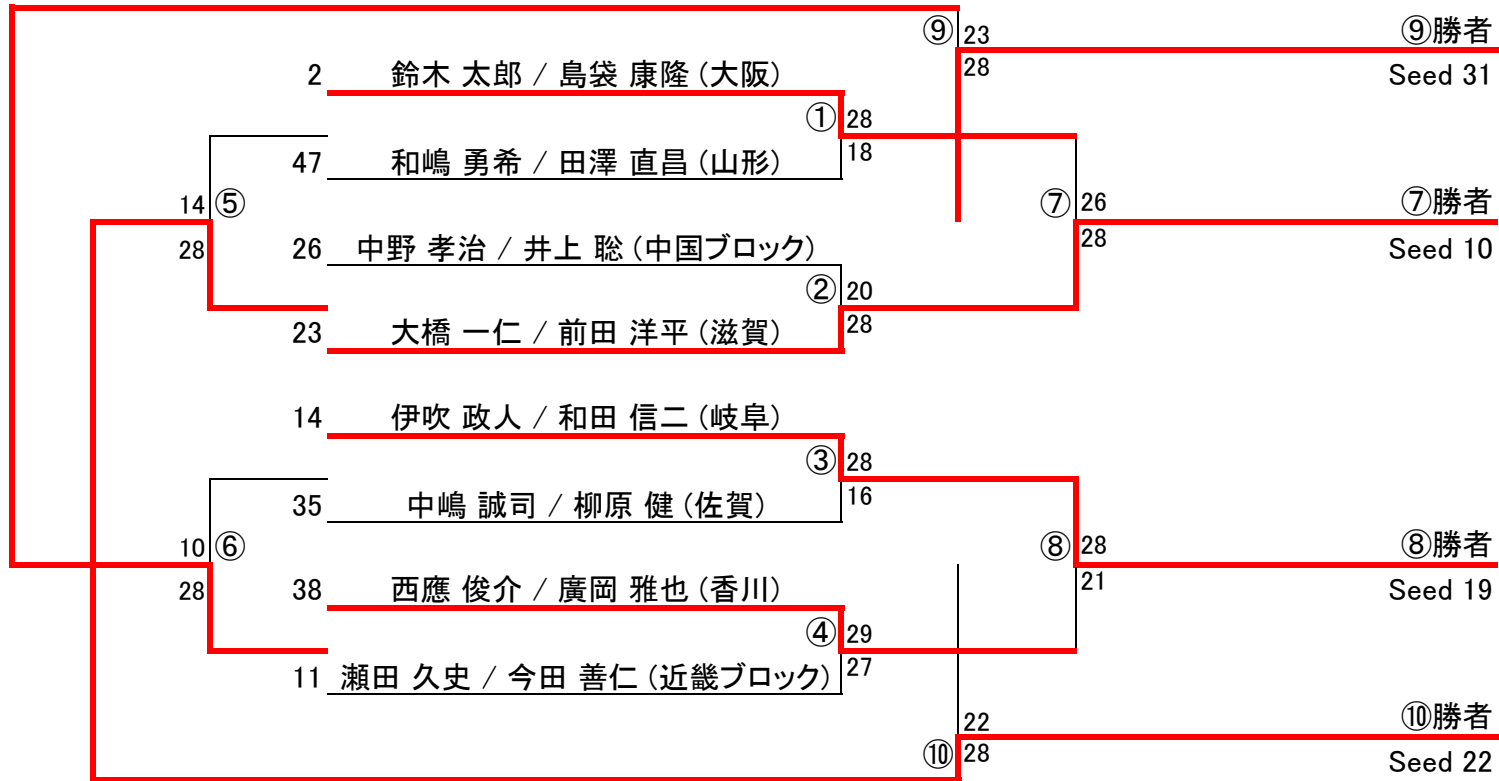 ⑨ 23 ⑨勝者
2 鈴木 太郎 / 島袋 康隆 (大阪) 28 Seed 31
① 28
47 和嶋 勇希 / 田澤 直昌 (山形) 18
14 ⑤ ⑦ 26 ⑦勝者
28 26 中野 孝治 / 井上 聡 (中国ブロック) 28 Seed 10
② 20
23 大橋 一仁 / 前田 洋平 (滋賀) 28
14 伊吹 政人 / 和田 信二 (岐阜)
③ 28
35 中嶋 誠司 / 柳原 健 (佐賀) 16
10 ⑥ ⑧ 28 ⑧勝者
28 38 西應 俊介 / 廣岡 雅也 (香川) 21 Seed 19
④ 29
11 瀬田 久史 / 今田 善仁 (近畿ブロック) 27
22 ⑩勝者
⑩ 28 Seed 22